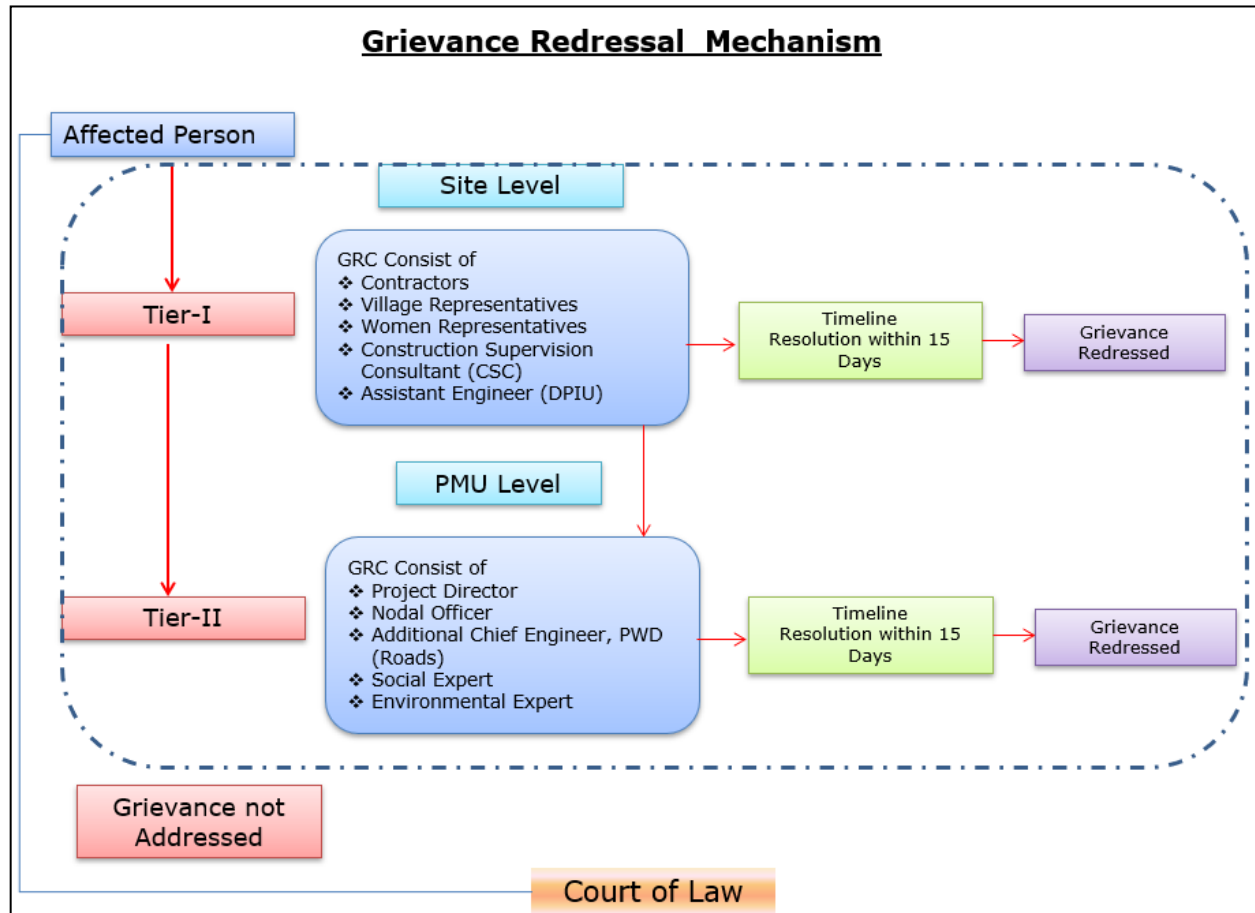 Grievance Redressal Mechanism
Affected Person
Site Level
Tier-I
GRC Consist of
❖ Contractors
❖ Village Representatives
❖ Women Representatives
❖ Construction Supervision
Consultant (CSC)
❖ Assistant Engineer (DPIU)
Timeline
Resolution within 15
Days
Grievance
Redressed
PMU Level
Tier-II
GRC Consist of
❖ Project Director
❖ Nodal Officer
❖ Additional Chief Engineer, PWD
(Roads)
❖ Social Expert
❖ Environmental Expert
Timeline
Resolution within 15
Days
Grievance
Redressed
Grievance not
Addressed
Court of Law